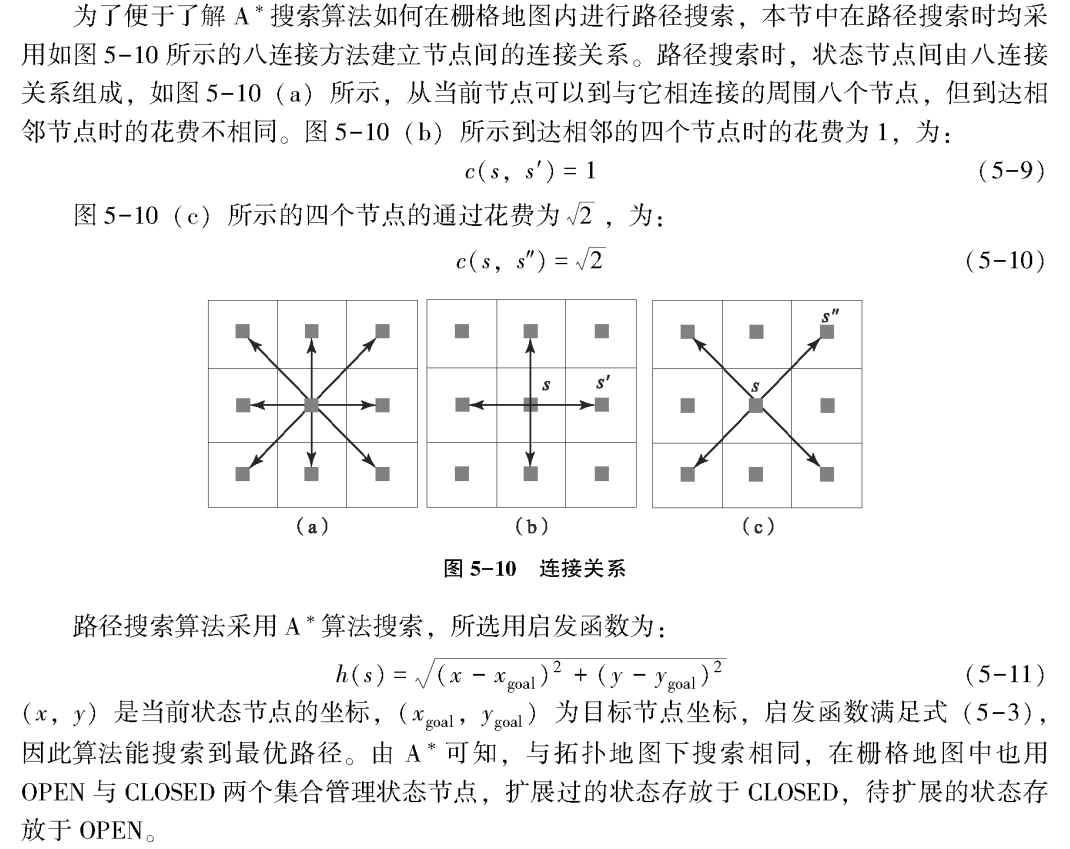 为了便于了解 A*搜索算法如何在栅格地图内进行路径搜索，本节中在路径搜索时均采
用如图 5-10 所示的八连接方法建立节点间的连接关系。路径搜索时，状态节点间由八连接
关系组成，如图 5-10（a）所示，从当前节点可以到与它相连接的周围八个节点，但到达相
邻节点时的花费不相同。图 5-10（b）所示到达相邻的四个节点时的花费为 1，为：
c(s, s′) = 1 (5-9)
图 5-10（c）所示的四个节点的通过花费为 √2，为：
c(s, s″) = √2 (5-10)
s″
s s′ s
(a) (b) (c)
图 5-10 连接关系
路径搜索算法采用 A*算法搜索，所选用启发函数为：
h(s) = √((x - x_goal)² + (y - y_goal)²) (5-11)
(x, y) 是当前状态节点的坐标，(x_goal, y_goal) 为目标节点坐标，启发函数满足式（5-3），
因此算法能搜索到最优路径。由 A*可知，与拓扑地图下搜索相同，在栅格地图中也用
OPEN 与 CLOSED 两个集合管理状态节点，扩展过的状态存放于 CLOSED，待扩展的状态存
放于 OPEN。